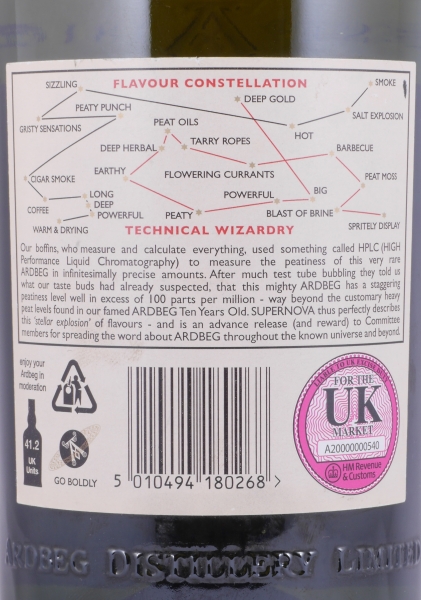 FLAVOUR CONSTELLATION
SIZZLING
SMOKE
DEEP GOLD
PEATY PUNCH
SALT EXPLOSION
GRISTY SENSATIONS
PEAT OILS
HOT
TARRY ROPES
DEEP HERBAL
BARBECUE
EARTHY
FLOWERING CURRANTS
CIGAR SMOKE
PEAT MOSS
LONG
DEEP
POWERFUL
COFFEE
POWERFUL
BIG
WARM & DRYING
PEATY
BLAST OF BRINE
SPRITELY DISPLAY
TECHNICAL WIZARDRY
Our boffins, who measure and calculate everything, used something called HPLC (HIGH
Performance Liquid Chromatography) to measure the peatiness of this very rare
ARDBEG in infinitesimally precise amounts. After much test tube bubbling they told us
what our taste buds had already suspected, that this mighty ARDBEG has a staggering
peatiness level well in excess of 100 parts per million - way beyond the customary heavy
peat levels found in our famed ARDBEG Ten Years Old. SUPERNOVA thus perfectly describes
this 'stellar explosion' of flavours - and is an advance release (and reward) to Committee
members for spreading the word about ARDBEG throughout the known universe and beyond.
enjoy your
Ardbeg in
moderation
41.2
UK
Units
GO BOLDLY
5 010494 180268 >
LIABLE TO UK EXCISE DUTY
FOR THE
UK
MARKET
A20000000540
HM Revenue
& Customs
ARDBEG DISTILLERY LIMITED